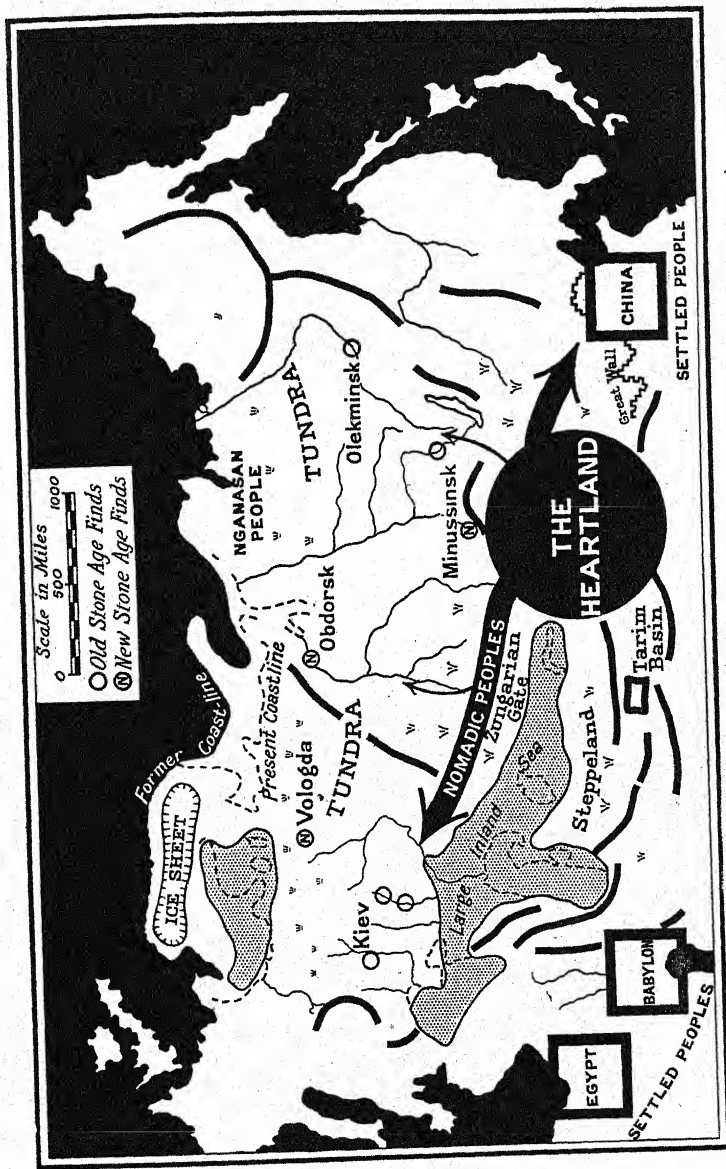 Scale in Miles
0 500 1000
Old Stone Age Finds
Ⓝ New Stone Age Finds
Former Coastline
ICE SHEET
Present Coastline
NGANASAN
PEOPLE
TUNDRA
Olekminsk
Ⓝ Obdorsk
Ⓝ Vologda
TUNDRA
Kiev
Minussinsk
Ⓝ
NOMADIC PEOPLES
Zungarian
Gate
THE
HEARTLAND
Large Inland Sea
Steppeland
Tarim
Basin
Great Wall
CHINA
SETTLED PEOPLE
BABYLON
EGYPT
SETTLED PEOPLES